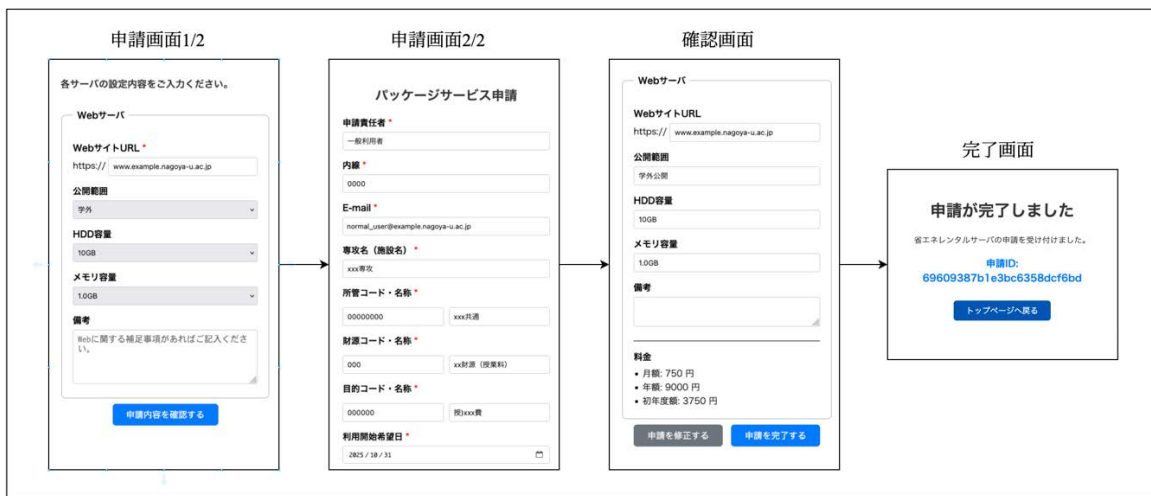 申請画面1/2
各サーバの設定内容をご入力ください。
Webサーバ
WebサイトURL *
https:// www.example.nagoya-u.ac.jp
公開範囲
学外
HDD容量
10GB
メモリ容量
1.0GB
備考
Webに関する補足事項があればご記入くださ
い。
申請内容を確認する
申請画面2/2
パッケージサービス申請
申請責任者 *
一般利用者
内線 *
0000
E-mail *
normal_user@example.nagoya-u.ac.jp
専攻名（施設名） *
xxx専攻
所管コード・名称 *
00000000 xxx共通
財源コード・名称 *
000 xx財源（授業料）
目的コード・名称 *
000000 授)xxx費
利用開始希望日 *
2025/10/31
確認画面
Webサーバ
WebサイトURL
https:// www.example.nagoya-u.ac.jp
公開範囲
学外公開
HDD容量
10GB
メモリ容量
1.0GB
備考
料金
• 月額: 750 円
• 年額: 9000 円
• 初年度額: 3750 円
申請を修正する 申請を完了する
完了画面
申請が完了しました
省エネレンタルサーバの申請を受け付けました。
申請ID:
69609387b1e3bc6358dcf6bd
トップページへ戻る